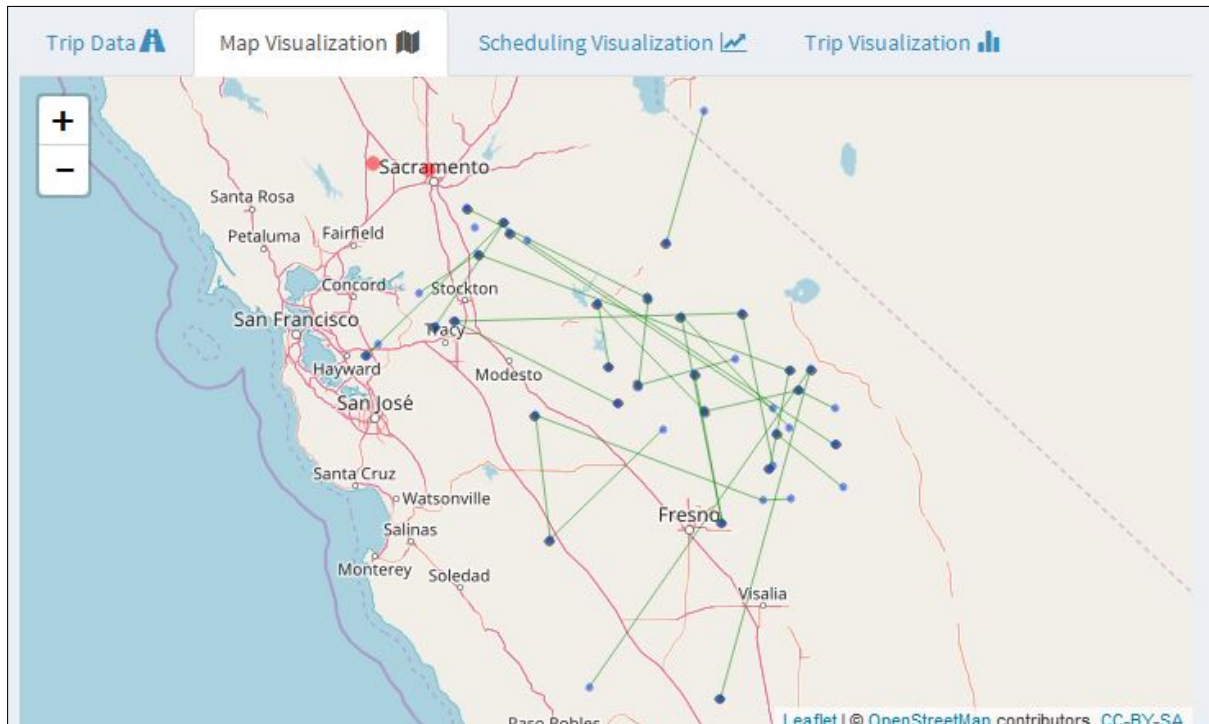 Trip Data
Map Visualization
Scheduling Visualization
Trip Visualization
+
−
Sacramento
Santa Rosa
Petaluma
Fairfield
Concord
Stockton
San Francisco
Tracy
Hayward
Modesto
San José
Santa Cruz
Watsonville
Fresno
Salinas
Monterey
Soledad
Visalia
Paso Robles
Leaflet | © OpenStreetMap contributors, CC-BY-SA